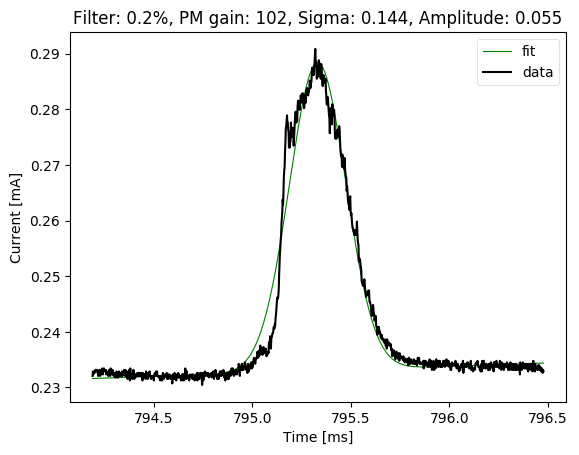 Filter: 0.2%, PM gain: 102, Sigma: 0.144, Amplitude: 0.055
fit
data
0.29
0.28
0.27
0.26
0.25
0.24
0.23
Current [mA]
794.5
795.0
795.5
796.0
796.5
Time [ms]